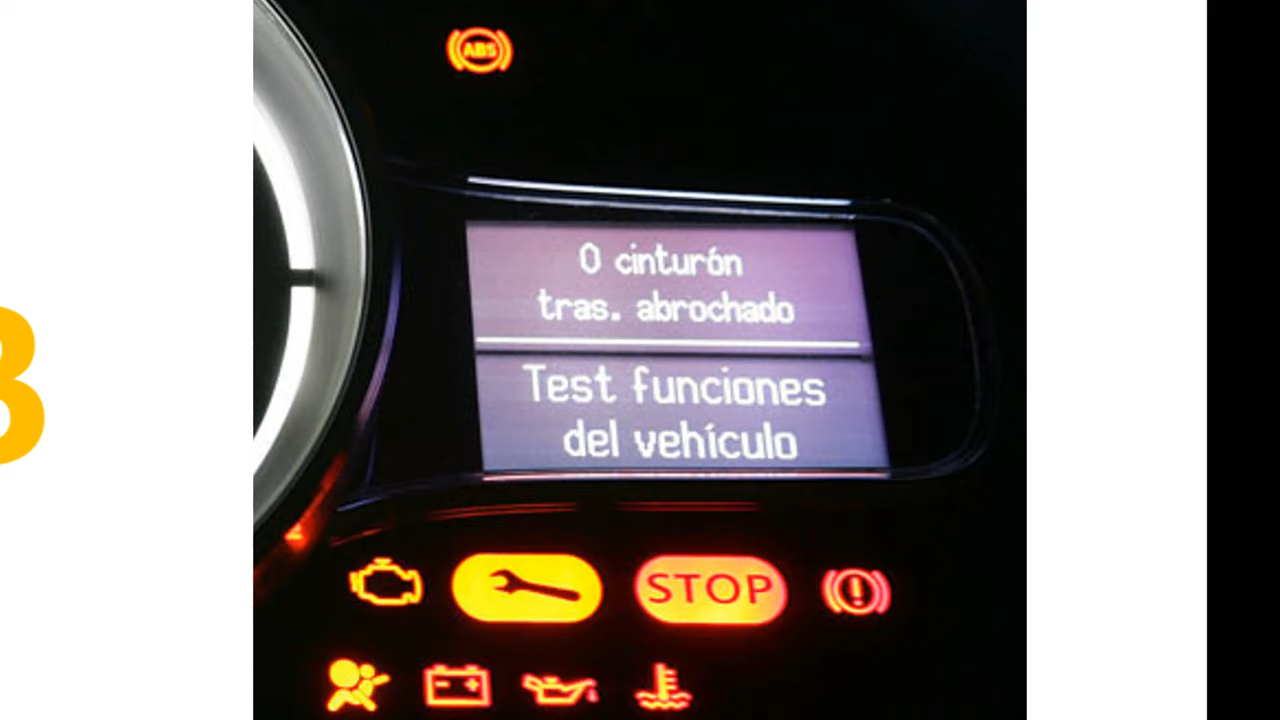 ABS
0 cinturón
tras. abrochado
Test funciones
del vehículo
STOP